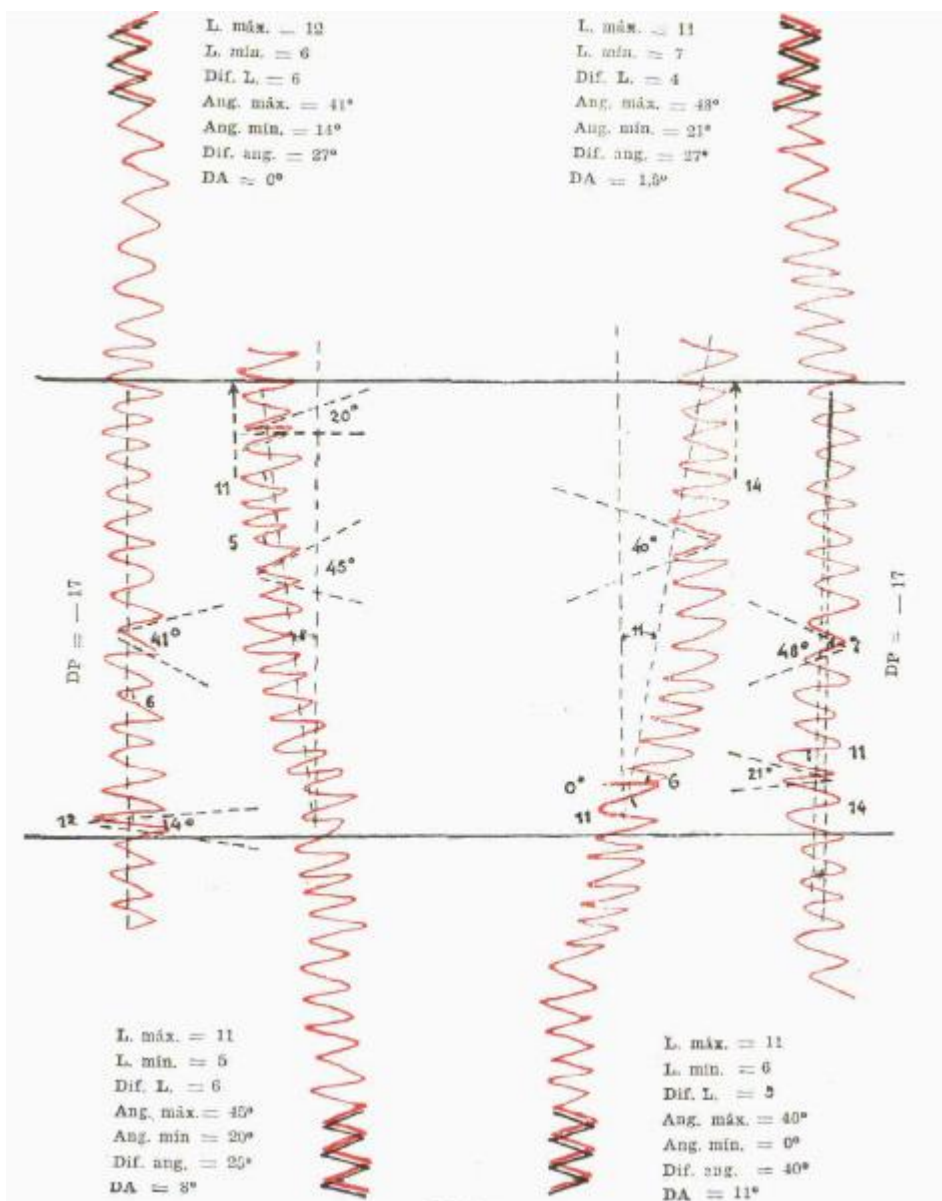 L. máx. = 12
L. mín. = 6
Dif. L. = 6
Ang. máx. = 41°
Ang. mín. = 14°
Dif. ang. = 27°
DA = 0°
L. máx. = 11
L. mín. = 7
Dif. L. = 4
Ang. máx. = 48°
Ang. mín. = 21°
Dif. ang. = 27°
DA = 1,5°
20°
11
5
45°
8
14
40°
11
DP = — 17
41°
6
12
14°
0°
6
11
DP = — 17
48°
7
11
21°
14
L. máx. = 11
L. mín. = 5
Dif. L. = 6
Ang. máx. = 45°
Ang. mín = 20°
Dif. ang. = 25°
DA = 8°
L. máx. = 11
L. mín. = 6
Dif. L. = 5
Ang. máx. = 40°
Ang. mín. = 0°
Dif. ang. = 40°
DA = 11°